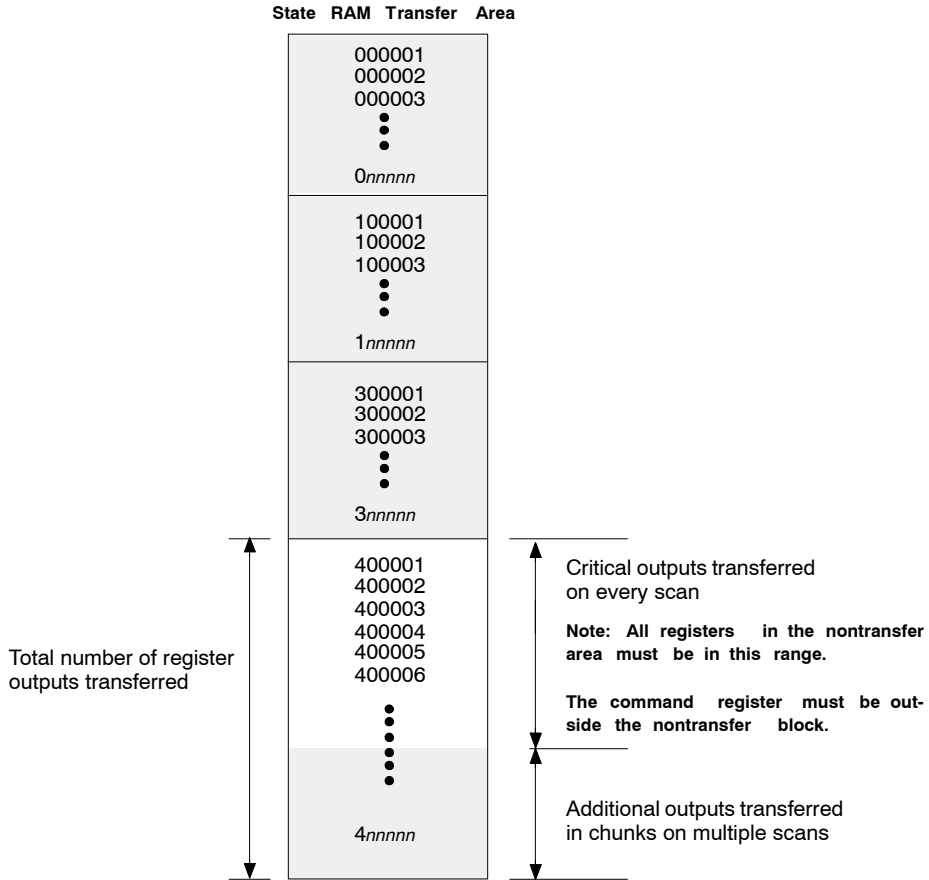 State RAM Transfer Area
000001
000002
000003
0nnnnn
100001
100002
100003
1nnnnn
300001
300002
300003
3nnnnn
400001
400002
400003
400004
400005
400006
4nnnnn
Total number of register
outputs transferred
Critical outputs transferred
on every scan
Note: All registers in the nontransfer
area must be in this range.
The command register must be out-
side the nontransfer block.
Additional outputs transferred
in chunks on multiple scans